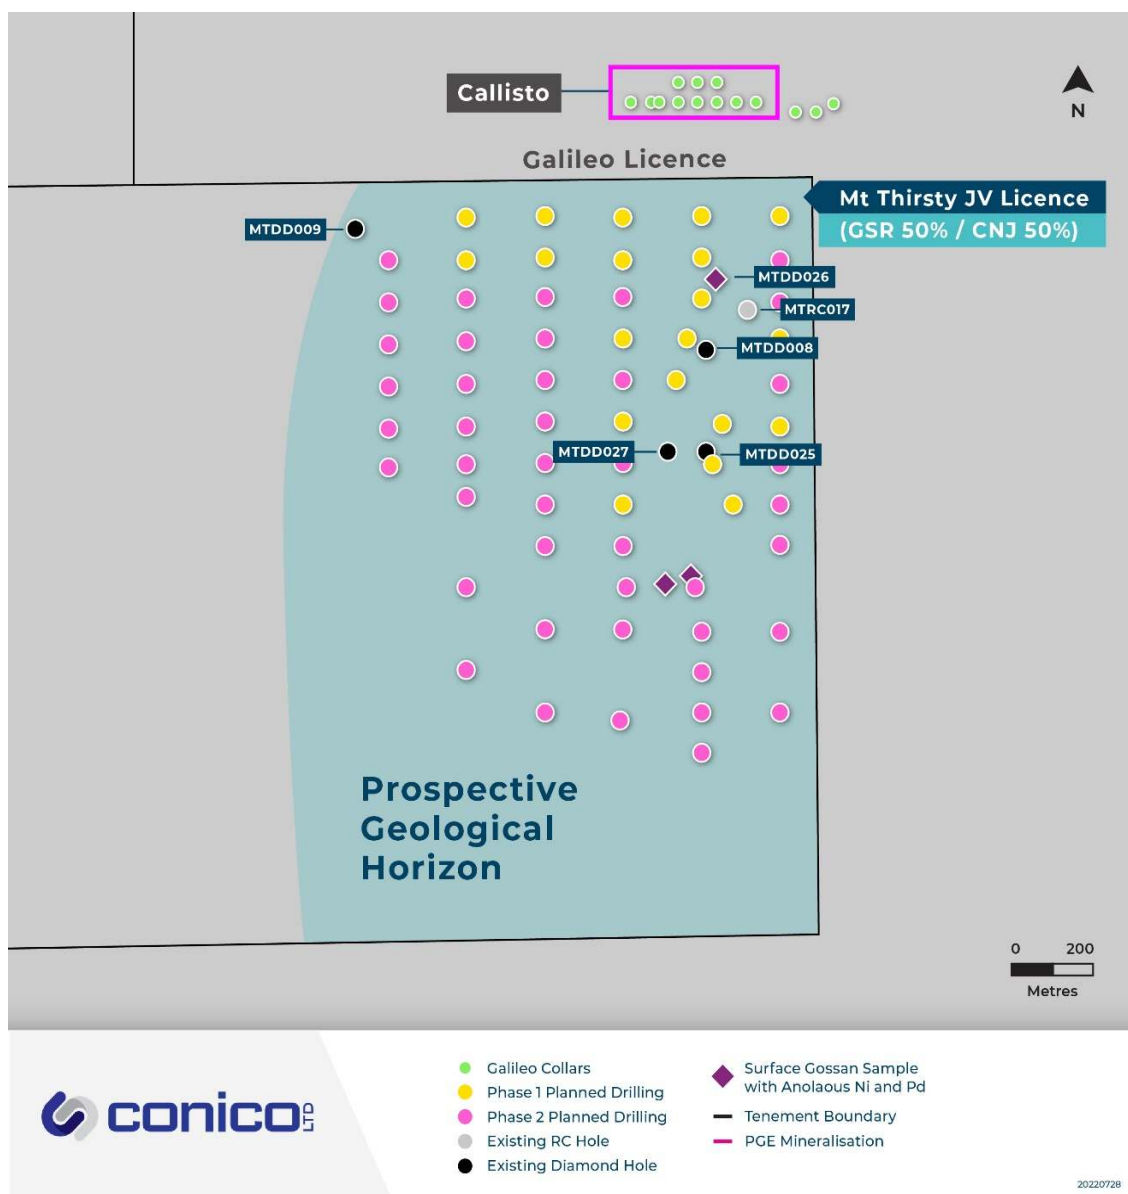 Callisto
N
Galileo Licence
Mt Thirsty JV Licence
(GSR 50% / CNJ 50%)
MTDD009
MTDD026
MTRC017
MTDD008
MTDD027
MTDD025
Prospective
Geological
Horizon
0 200
Metres
conico LTD
Galileo Collars
Phase 1 Planned Drilling
Phase 2 Planned Drilling
Existing RC Hole
Existing Diamond Hole
Surface Gossan Sample
with Anolaous Ni and Pd
Tenement Boundary
PGE Mineralisation
20220728